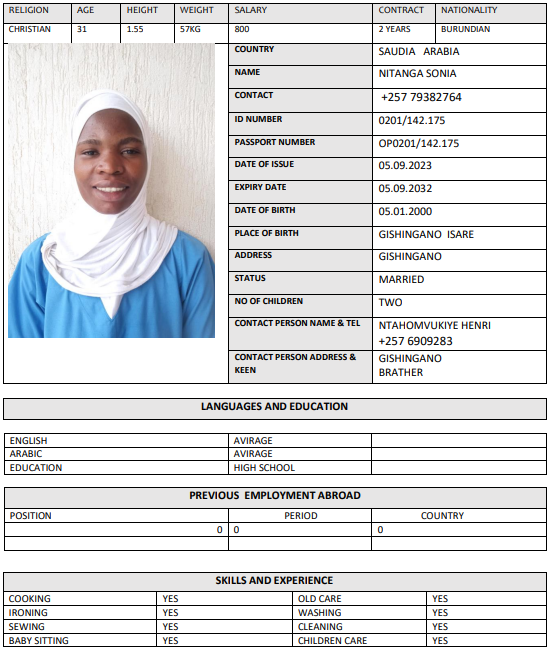 RELIGION AGE HEIGHT WEIGHT SALARY CONTRACT NATIONALITY
CHRISTIAN 31 1.55 57KG 800 2 YEARS BURUNDIAN
COUNTRY SAUDIA ARABIA
NAME NITANGA SONIA
CONTACT +257 79382764
ID NUMBER 0201/142.175
PASSPORT NUMBER OP0201/142.175
DATE OF ISSUE 05.09.2023
EXPIRY DATE 05.09.2032
DATE OF BIRTH 05.01.2000
PLACE OF BIRTH GISHINGANO ISARE
ADDRESS GISHINGANO
STATUS MARRIED
NO OF CHILDREN TWO
CONTACT PERSON NAME & TEL NTAHOMVUKIYE HENRI
+257 6909283
CONTACT PERSON ADDRESS & GISHINGANO
KEEN BRATHER
LANGUAGES AND EDUCATION
ENGLISH AVIRAGE
ARABIC AVIRAGE
EDUCATION HIGH SCHOOL
PREVIOUS EMPLOYMENT ABROAD
POSITION PERIOD COUNTRY
0 0 0
SKILLS AND EXPERIENCE
COOKING YES OLD CARE YES
IRONING YES WASHING YES
SEWING YES CLEANING YES
BABY SITTING YES CHILDREN CARE YES